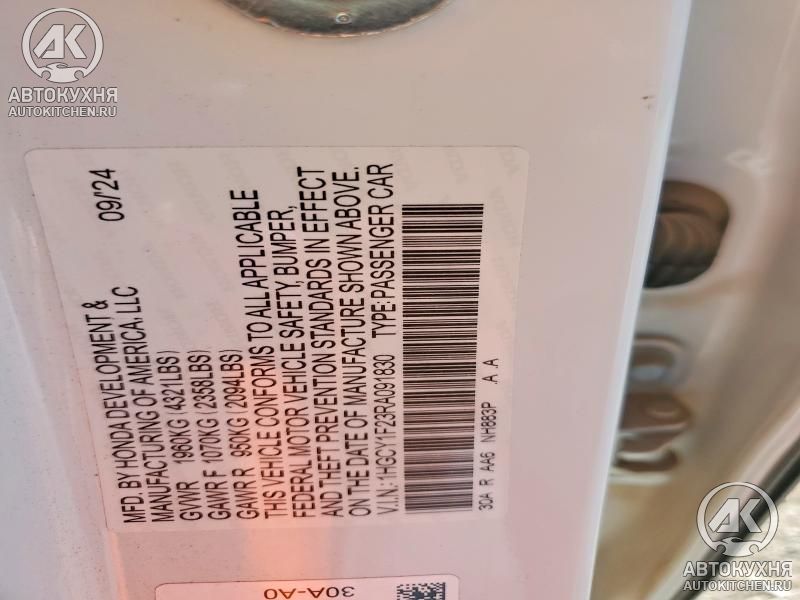 АК
АВТОКУХНЯ
AUTOKITCHEN.RU
MFD. BY HONDA DEVELOPMENT & 09/'24
MANUFACTURING OF AMERICA, LLC
GVWR 1960KG (4321LBS)
GAWR F 1070KG (2358LBS)
GAWR R 950KG (2094LBS)
THIS VEHICLE CONFORMS TO ALL APPLICABLE
FEDERAL MOTOR VEHICLE SAFETY, BUMPER,
AND THEFT PREVENTION STANDARDS IN EFFECT
ON THE DATE OF MANUFACTURE SHOWN ABOVE.
V.I.N.: 1HGCY1F23RA091830 TYPE: PASSENGER CAR
30A R AA6 NH883P A A
30A-A0
АК
АВТОКУХНЯ
AUTOKITCHEN.RU